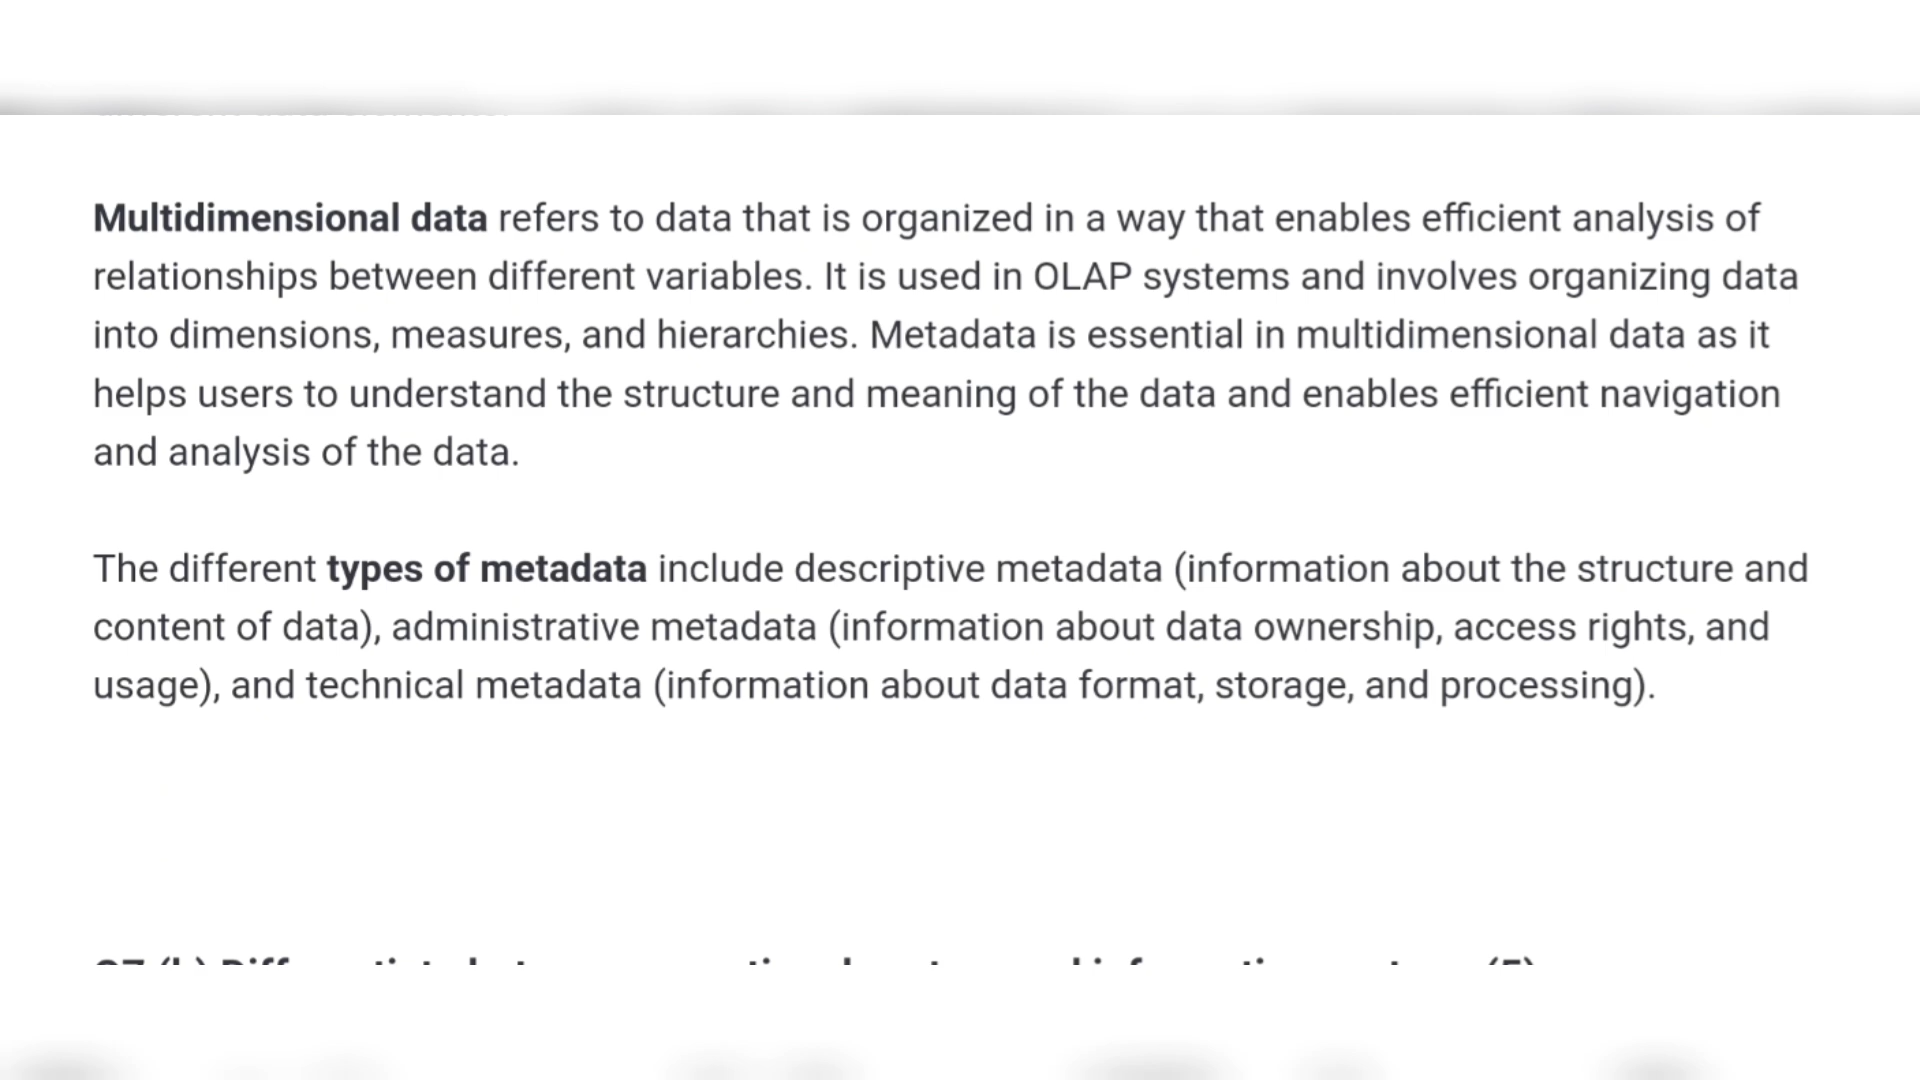 Multidimensional data refers to data that is organized in a way that enables efficient analysis of
relationships between different variables. It is used in OLAP systems and involves organizing data
into dimensions, measures, and hierarchies. Metadata is essential in multidimensional data as it
helps users to understand the structure and meaning of the data and enables efficient navigation
and analysis of the data.
The different types of metadata include descriptive metadata (information about the structure and
content of data), administrative metadata (information about data ownership, access rights, and
usage), and technical metadata (information about data format, storage, and processing).